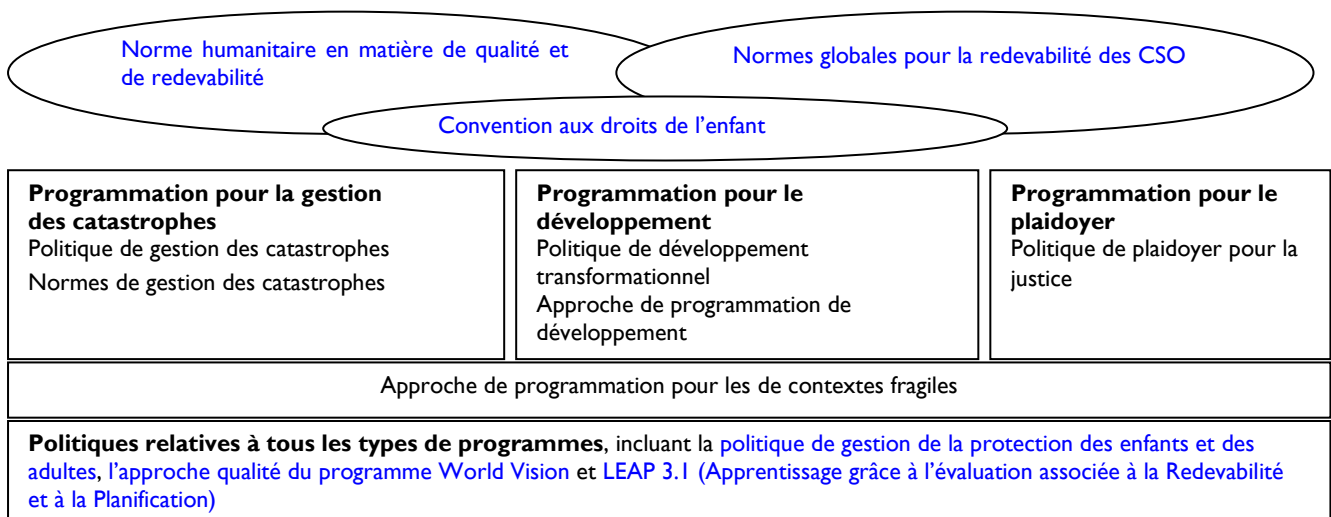 Norme humanitaire en matière de qualité et
de redevabilité
Normes globales pour la redevabilité des CSO
Convention aux droits de l'enfant
Programmation pour la gestion
des catastrophes
Politique de gestion des catastrophes
Normes de gestion des catastrophes
Programmation pour le
développement
Politique de développement
transformationnel
Approche de programmation de
développement
Programmation pour le
plaidoyer
Politique de plaidoyer pour la
justice
Approche de programmation pour les de contextes fragiles
Politiques relatives à tous les types de programmes, incluant la politique de gestion de la protection des enfants et des
adultes, l'approche qualité du programme World Vision et LEAP 3.1 (Apprentissage grâce à l'évaluation associée à la Redevabilité
et à la Planification)